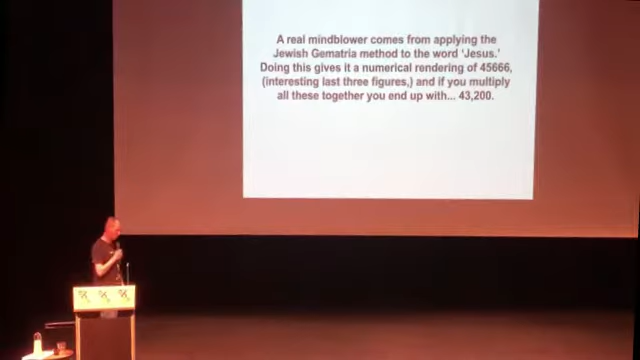 A real mindblower comes from applying the
Jewish Gematria method to the word 'Jesus.'
Doing this gives it a numerical rendering of 45666,
(interesting last three figures,) and if you multiply
all these together you end up with... 43,200.